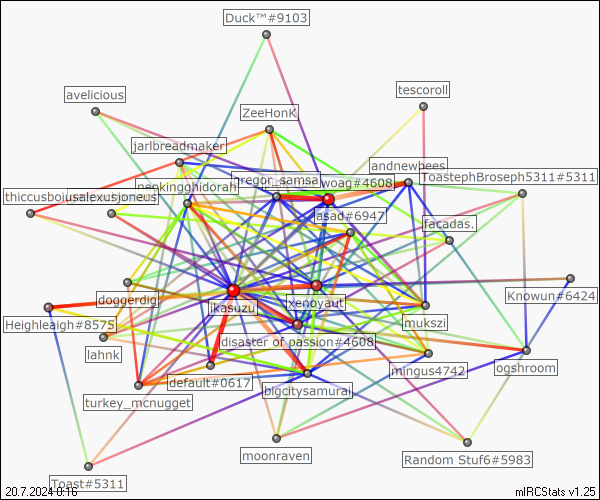 Duck™#9103
tescoroll
avelicious
ZeeHonK
jarlbreadmaker
andnewbees
ToastephBroseph5311#5311
gregor_samsa
woag#4608
penkinghidorah
thiccusboiusalexustjoneus
asad#6947
facadas.
doggerdig
ikasuzu
xenoyaut
Knowun#6424
Heighleaigh#8575
mukszi
disaster of passion#4608
lahnk
default#0617
bigcitysamurai
mingus4742
ogshroom
turkey_mcnugget
moonraven
Random Stuf6#5983
Toast#5311
20.7.2024 0:16
mIRCStats v1.25